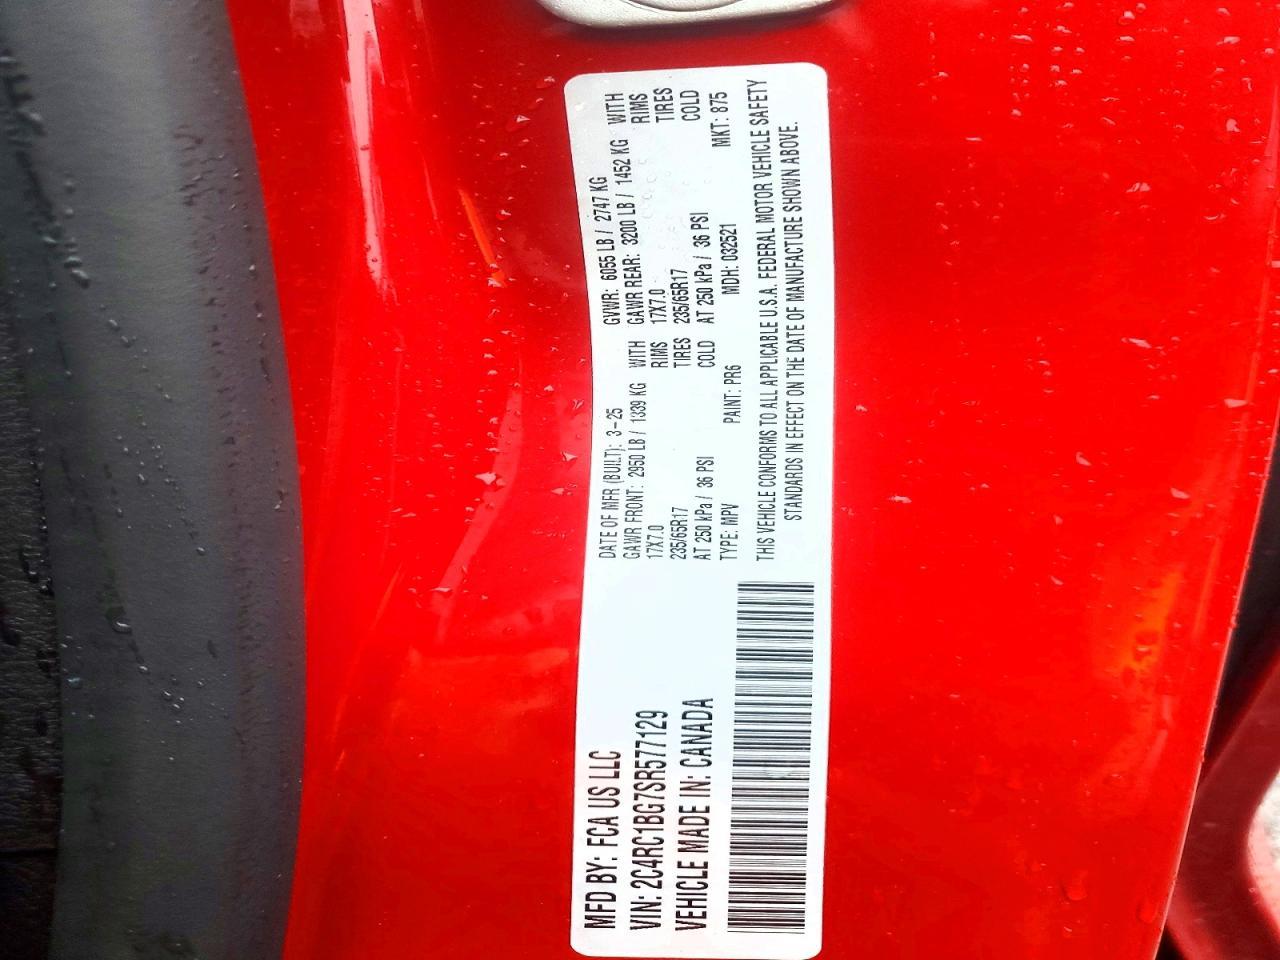 MFD BY: FCA US LLC
VIN: 2C4RC1BG7SR577129
VEHICLE MADE IN: CANADA
DATE OF MFR (BUILT): 3-25 GVWR: 6055 LB / 2747 KG
GAWR FRONT: 2950 LB / 1339 KG WITH GAWR REAR: 3200 LB / 1452 KG WITH
17X7.0 RIMS 17X7.0 RIMS
235/65R17 TIRES 235/65R17 TIRES
AT 250 kPa / 36 PSI COLD AT 250 kPa / 36 PSI COLD
TYPE: MPV PAINT: PR6 MDH: 032521 MKT: 875
THIS VEHICLE CONFORMS TO ALL APPLICABLE U.S.A. FEDERAL MOTOR VEHICLE SAFETY
STANDARDS IN EFFECT ON THE DATE OF MANUFACTURE SHOWN ABOVE.